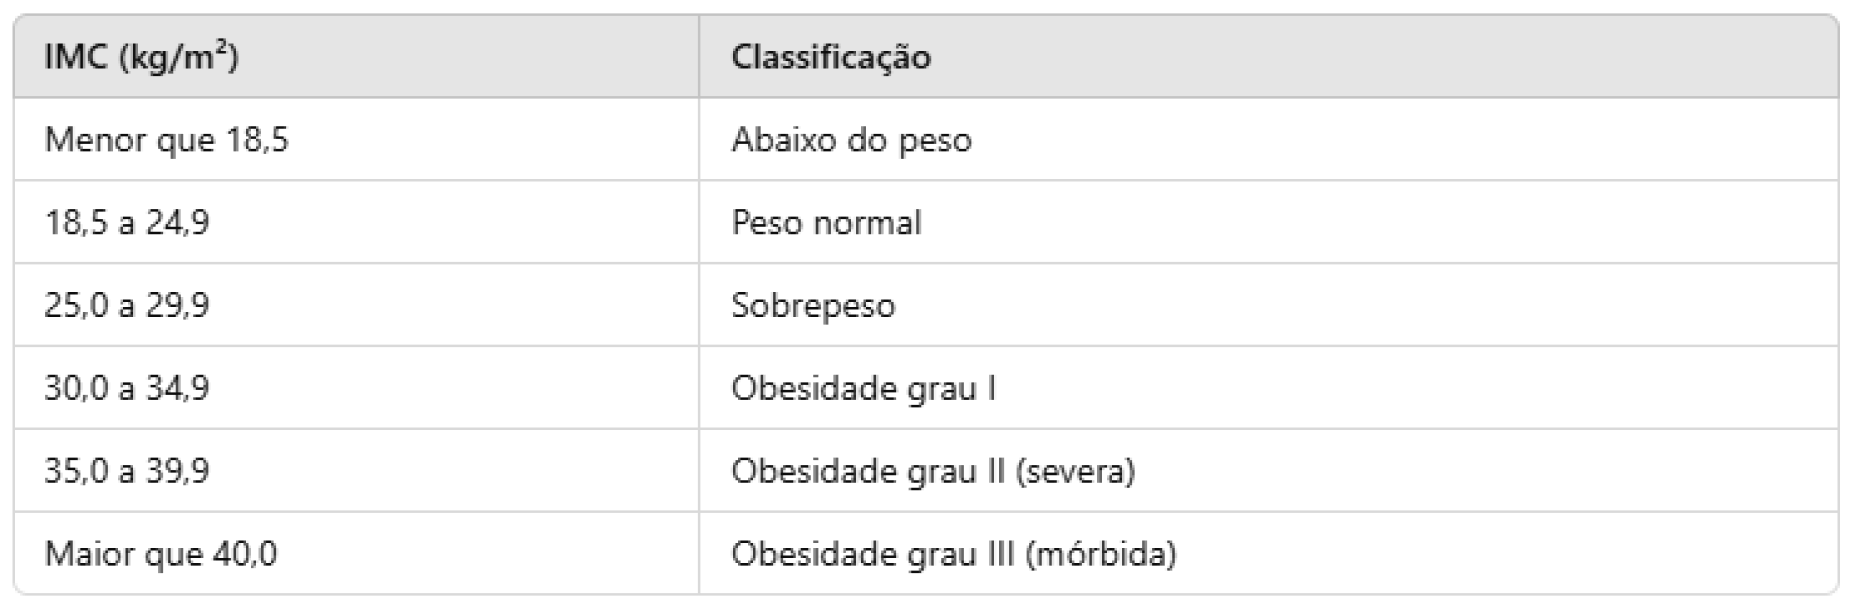 IMC (kg/m²) Classificação
Menor que 18,5 Abaixo do peso
18,5 a 24,9 Peso normal
25,0 a 29,9 Sobrepeso
30,0 a 34,9 Obesidade grau I
35,0 a 39,9 Obesidade grau II (severa)
Maior que 40,0 Obesidade grau III (mórbida)